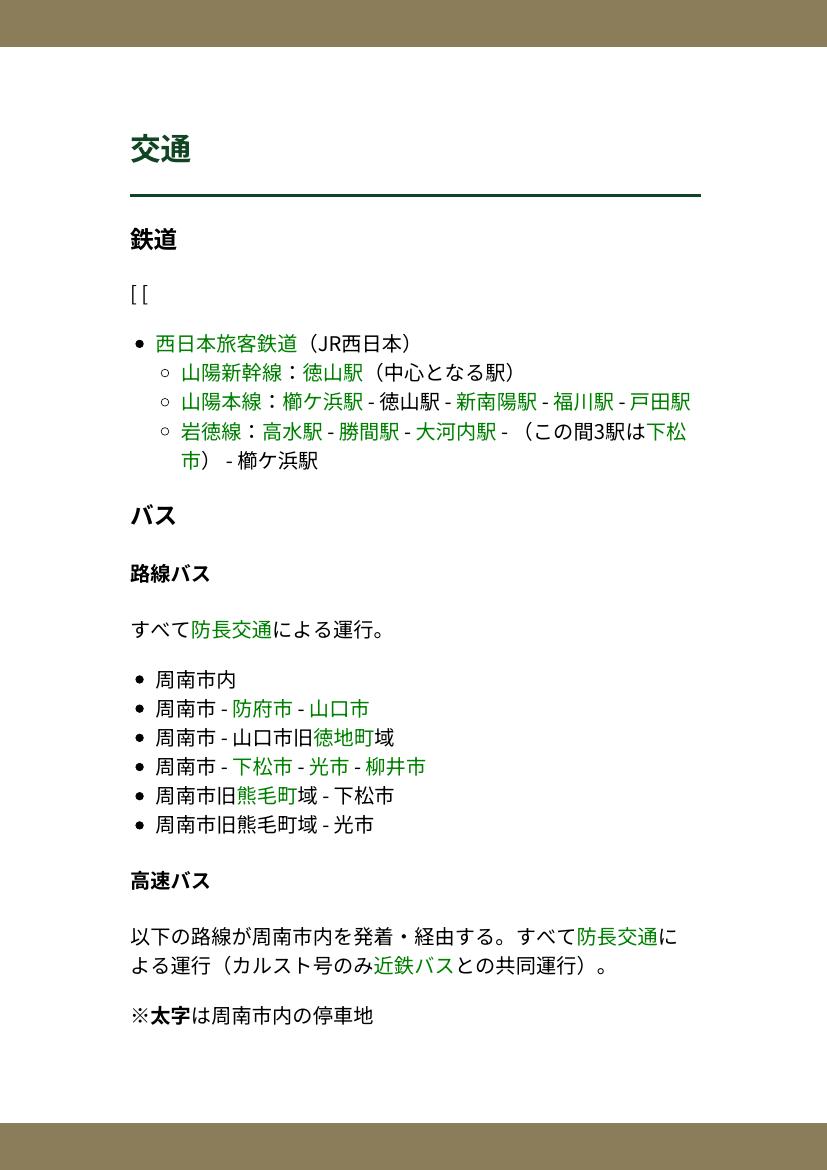 交通
鉄道
[ [
西日本旅客鉄道（JR西日本）
山陽新幹線：徳山駅（中心となる駅）
山陽本線：櫛ケ浜駅 - 徳山駅 - 新南陽駅 - 福川駅 - 戸田駅
岩徳線：高水駅 - 勝間駅 - 大河内駅 - （この間3駅は下松
市） - 櫛ケ浜駅
バス
路線バス
すべて防長交通による運行。
周南市内
周南市 - 防府市 - 山口市
周南市 - 山口市旧徳地町域
周南市 - 下松市 - 光市 - 柳井市
周南市旧熊毛町域 - 下松市
周南市旧熊毛町域 - 光市
高速バス
以下の路線が周南市内を発着・経由する。すべて防長交通に
よる運行（カルスト号のみ近鉄バスとの共同運行）。
※太字は周南市内の停車地